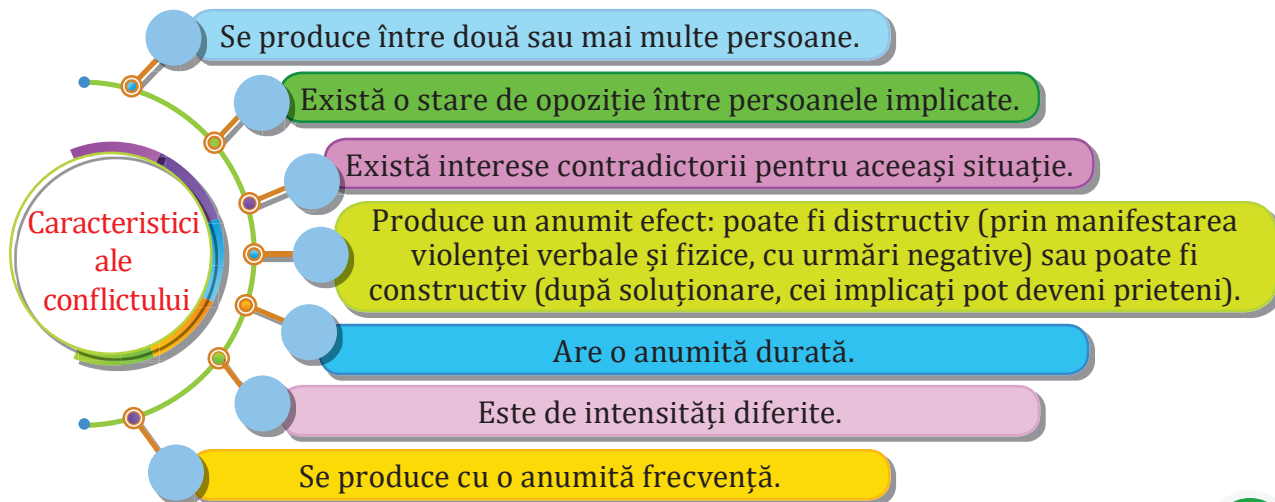 Caracteristici
ale
conflictului
Se produce între două sau mai multe persoane.
Există o stare de opoziție între persoanele implicate.
Există interese contradictorii pentru aceeași situație.
Produce un anumit efect: poate fi distructiv (prin manifestarea
violenței verbale și fizice, cu urmări negative) sau poate fi
constructiv (după soluționare, cei implicați pot deveni prieteni).
Are o anumită durată.
Este de intensități diferite.
Se produce cu o anumită frecvență.